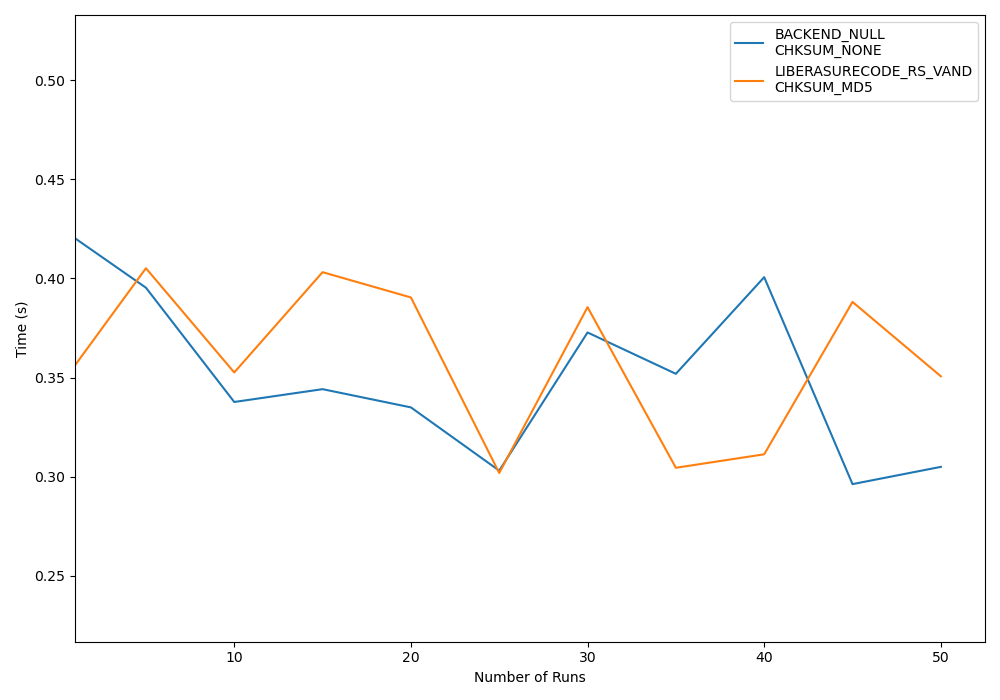 BACKEND_NULL
CHKSUM_NONE
LIBERASURECODE_RS_VAND
CHKSUM_MD5
0.50
0.45
0.40
0.35
0.30
0.25
Time (s)
10 20 30 40 50
Number of Runs